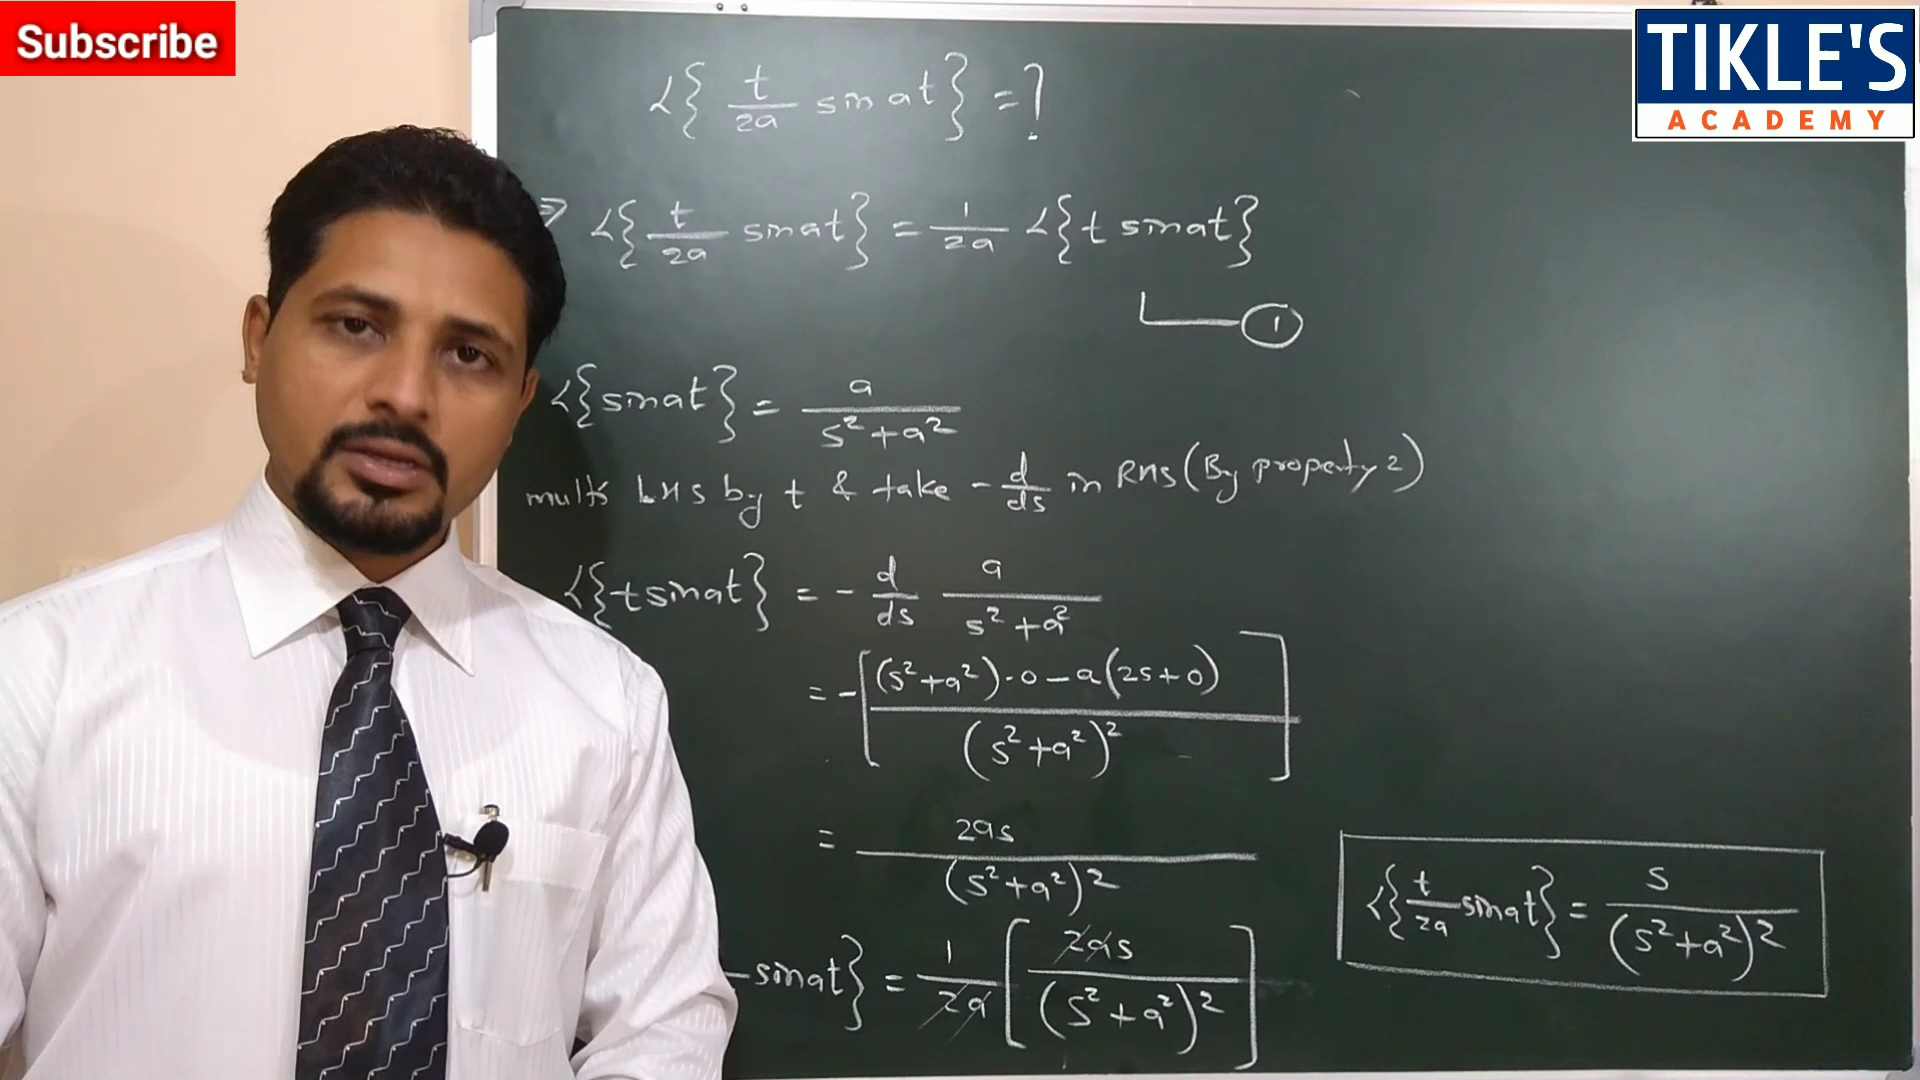 Subscribe
TIKLE'S
ACADEMY
L{ t/2a sin at } = ?
⇒ L{ t/2a sin at } = 1/2a L{ t sin at }
①
L{ sin at } = a/(s²+a²)
mult LHS by t & take - d/ds in RHS (By property 2)
L{ t sin at } = - d/ds a/(s²+a²)
= - [ ((s²+a²)·0 - a(2s+0))/(s²+a²)² ]
= 2as/(s²+a²)²
sin at } = 1/2a [ 2as/(s²+a²)² ]
L{ t/2a sin at } = s/(s²+a²)²